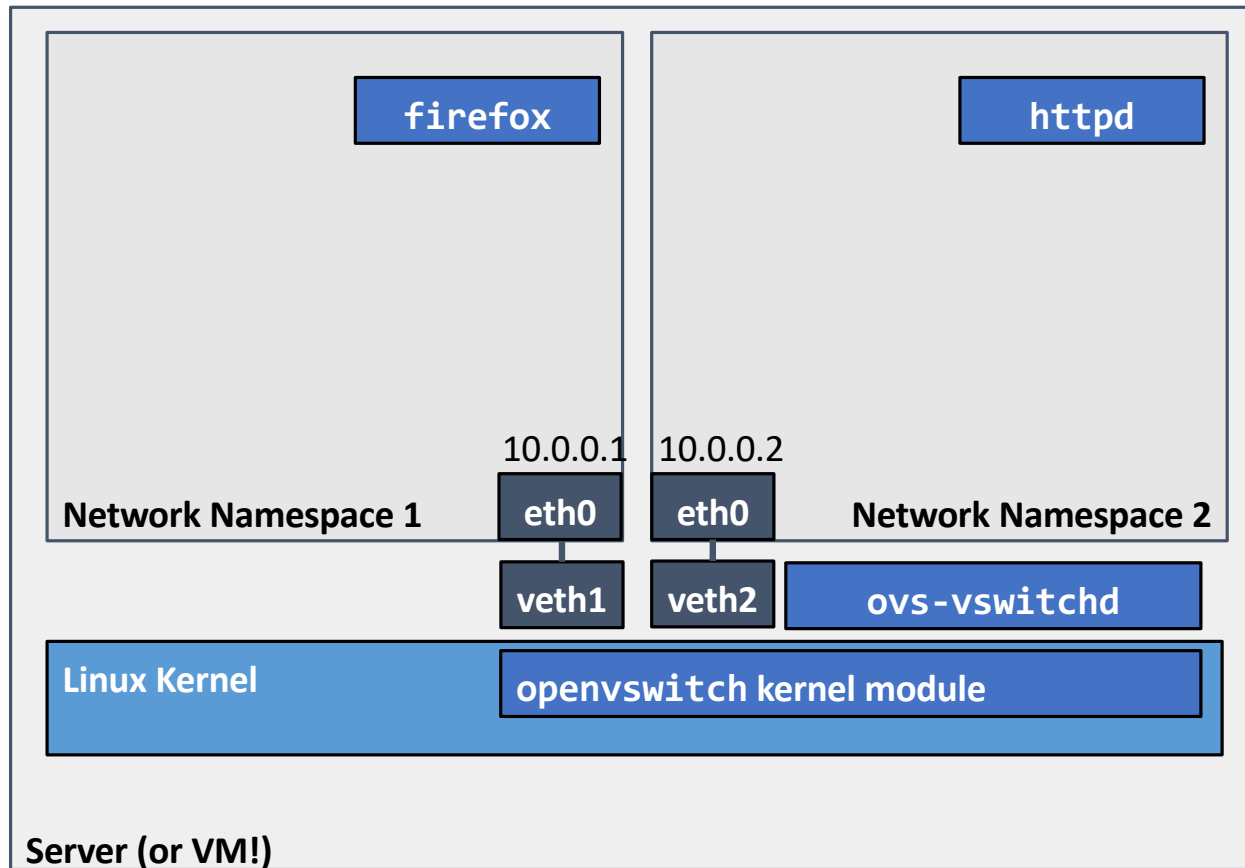 firefox
httpd
10.0.0.1
10.0.0.2
Network Namespace 1
eth0
eth0
Network Namespace 2
veth1
veth2
ovs-vswitchd
Linux Kernel
openvswitch kernel module
Server (or VM!)